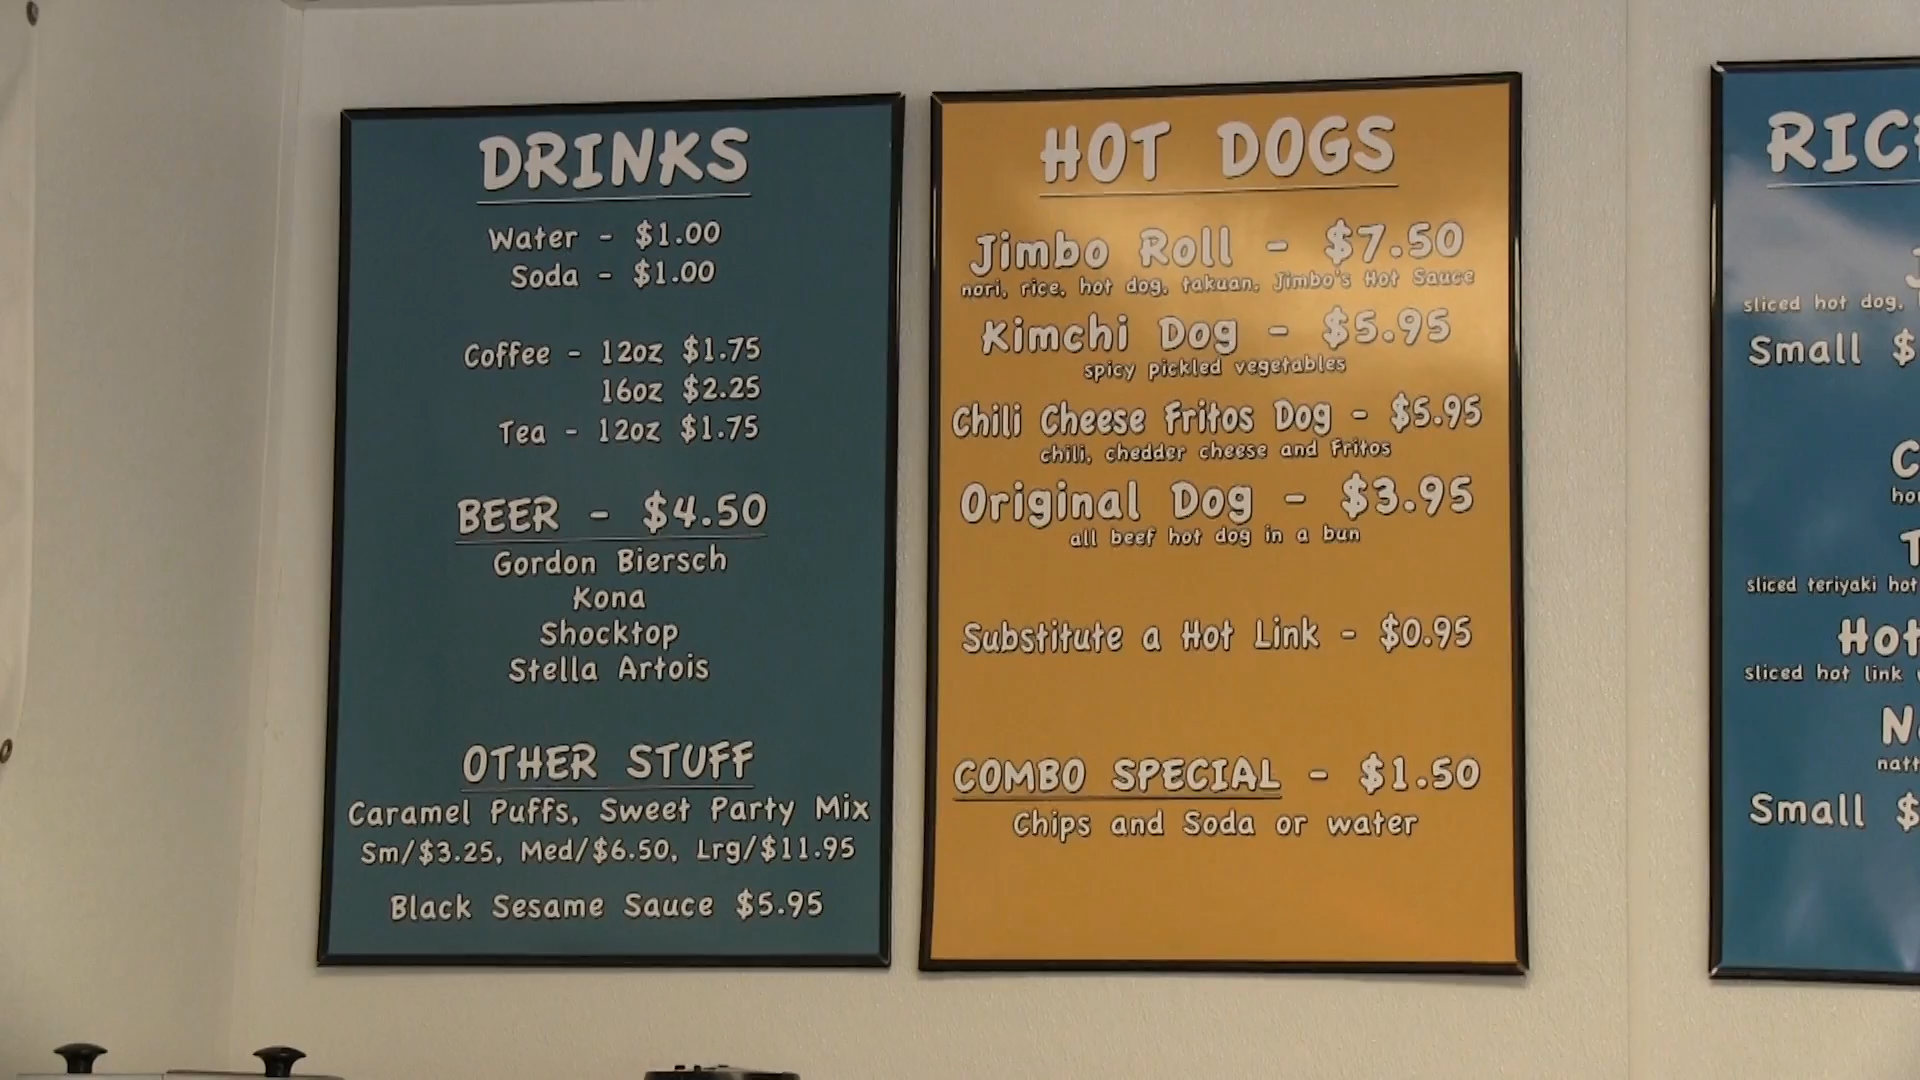 DRINKS
Water - $1.00
Soda - $1.00
Coffee - 12oz $1.75
16oz $2.25
Tea - 12oz $1.75
BEER - $4.50
Gordon Biersch
Kona
Shocktop
Stella Artois
OTHER STUFF
Caramel Puffs, Sweet Party Mix
Sm/$3.25, Med/$6.50, Lrg/$11.95
Black Sesame Sauce $5.95
HOT DOGS
Jimbo Roll - $7.50
nori, rice, hot dog, takuan, Jimbo's Hot Sauce
Kimchi Dog - $5.95
spicy pickled vegetables
Chili Cheese Fritos Dog - $5.95
chili, chedder cheese and Fritos
Original Dog - $3.95
all beef hot dog in a bun
Substitute a Hot Link - $0.95
COMBO SPECIAL - $1.50
Chips and Soda or water
sliced hot dog,
Small $
sliced teriyaki hot
Hot
sliced hot link
Small $